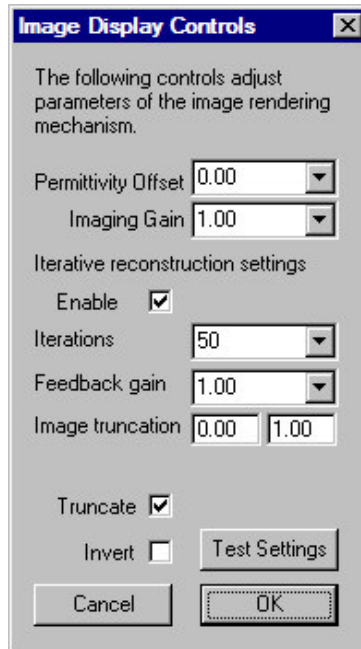 Image Display Controls
The following controls adjust
parameters of the image rendering
mechanism.
Permittivity Offset 0.00
Imaging Gain 1.00
Iterative reconstruction settings
Enable
Iterations 50
Feedback gain 1.00
Image truncation 0.00 1.00
Truncate
Invert Test Settings
Cancel OK